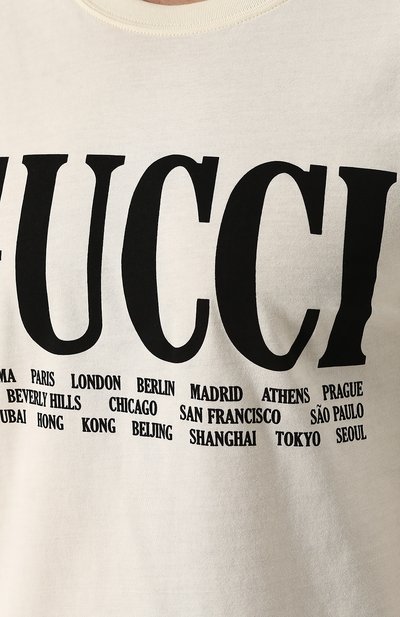 GUCCI
MA PARIS LONDON BERLIN MADRID ATHENS PRAGUE
BEVERLY HILLS CHICAGO SAN FRANCISCO SÃO PAULO
UBAI HONG KONG BEIJING SHANGHAI TOKYO SEOUL